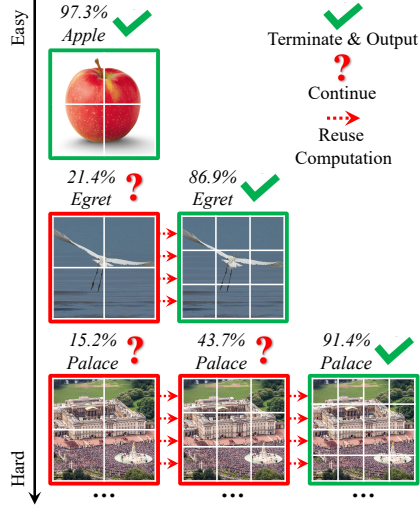 Easy
97.3%
Apple
Terminate & Output
?
Continue
Reuse
Computation
21.4%
Egret ?
86.9%
Egret
15.2%
Palace ?
43.7%
Palace ?
91.4%
Palace
Hard
... ... ...